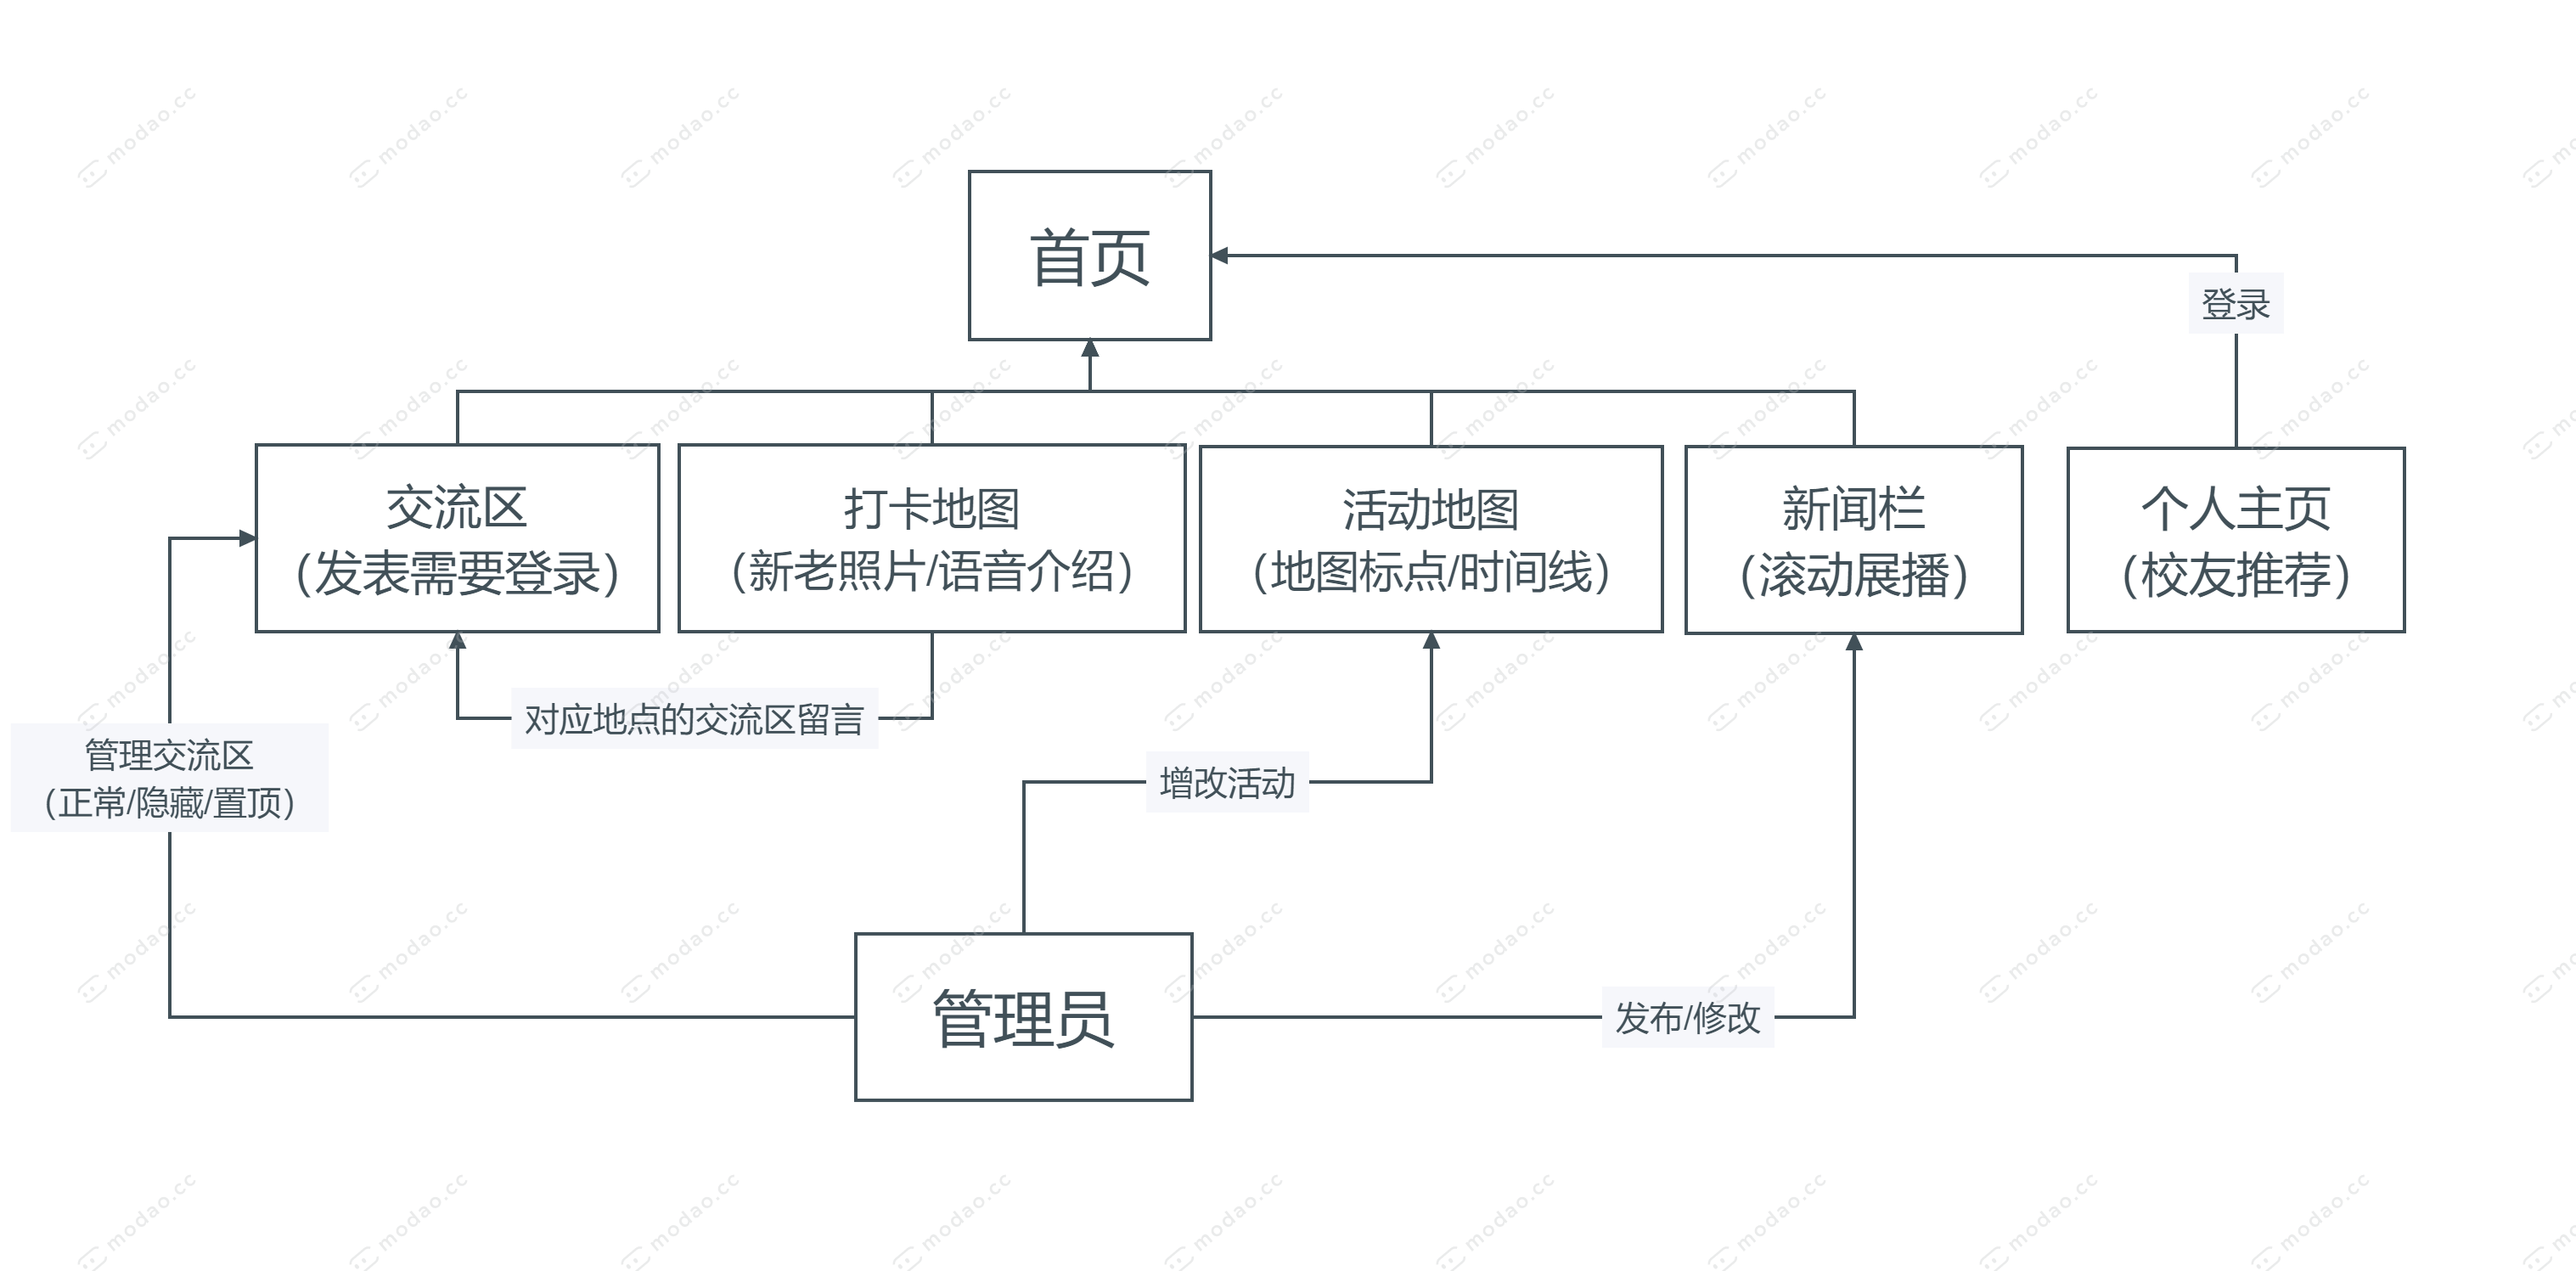 首页
登录
交流区
（发表需要登录）
打卡地图
（新老照片/语音介绍）
活动地图
（地图标点/时间线）
新闻栏
（滚动展播）
个人主页
（校友推荐）
对应地点的交流区留言
管理交流区
（正常/隐藏/置顶）
增改活动
管理员
发布/修改
modao.cc